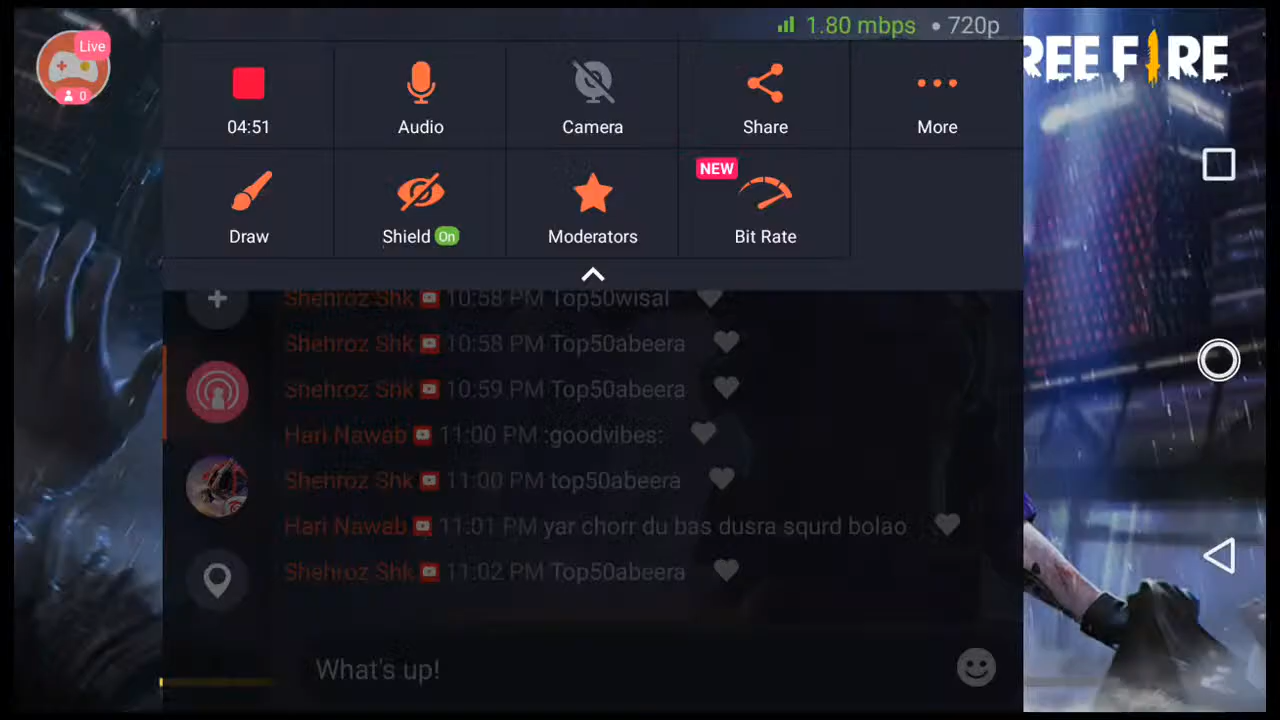 1.80 mbps • 720p
Live
0
REE FIRE
04:51
Audio
Camera
Share
More
NEW
Draw
Shield On
Moderators
Bit Rate
Shehroz Shk 10:58 PM Top50wisal
Shehroz Shk 10:58 PM Top50abeera
Shehroz Shk 10:59 PM Top50abeera
Hari Nawab 11:00 PM :goodvibes:
Shehroz Shk 11:00 PM top50abeera
Hari Nawab 11:01 PM yar chorr du bas dusra squrd bolao
Shehroz Shk 11:02 PM Top50abeera
What's up!